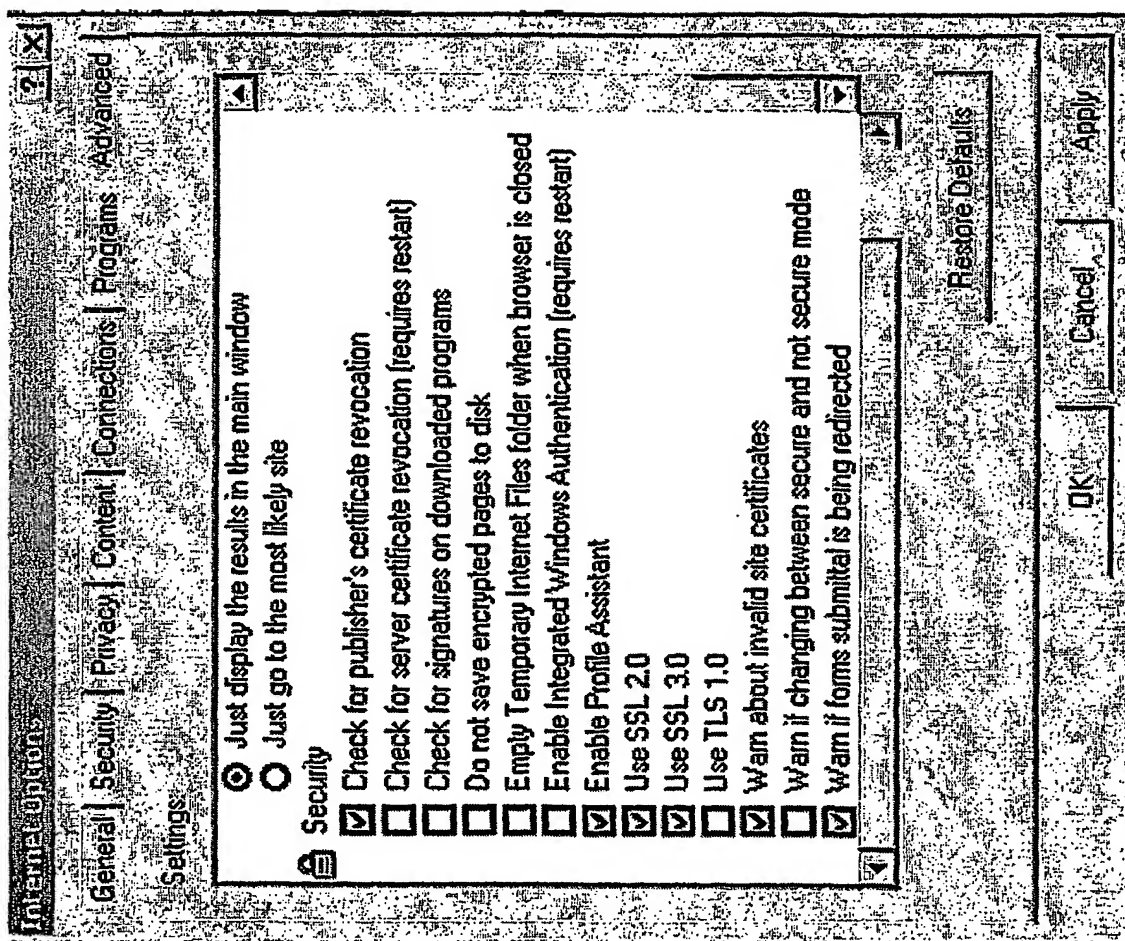 Internet Options ? X
General Security Privacy Content Connections Programs Advanced
Settings:
Just display the results in the main window
Just go to the most likely site
Security
Check for publisher's certificate revocation
Check for server certificate revocation (requires restart)
Check for signatures on downloaded programs
Do not save encrypted pages to disk
Empty Temporary Internet Files folder when browser is closed
Enable Integrated Windows Authentication (requires restart)
Enable Profile Assistant
Use SSL 2.0
Use SSL 3.0
Use TLS 1.0
Warn about invalid site certificates
Warn if changing between secure and not secure mode
Warn if forms submittal is being redirected
Restore Defaults
OK Cancel Apply